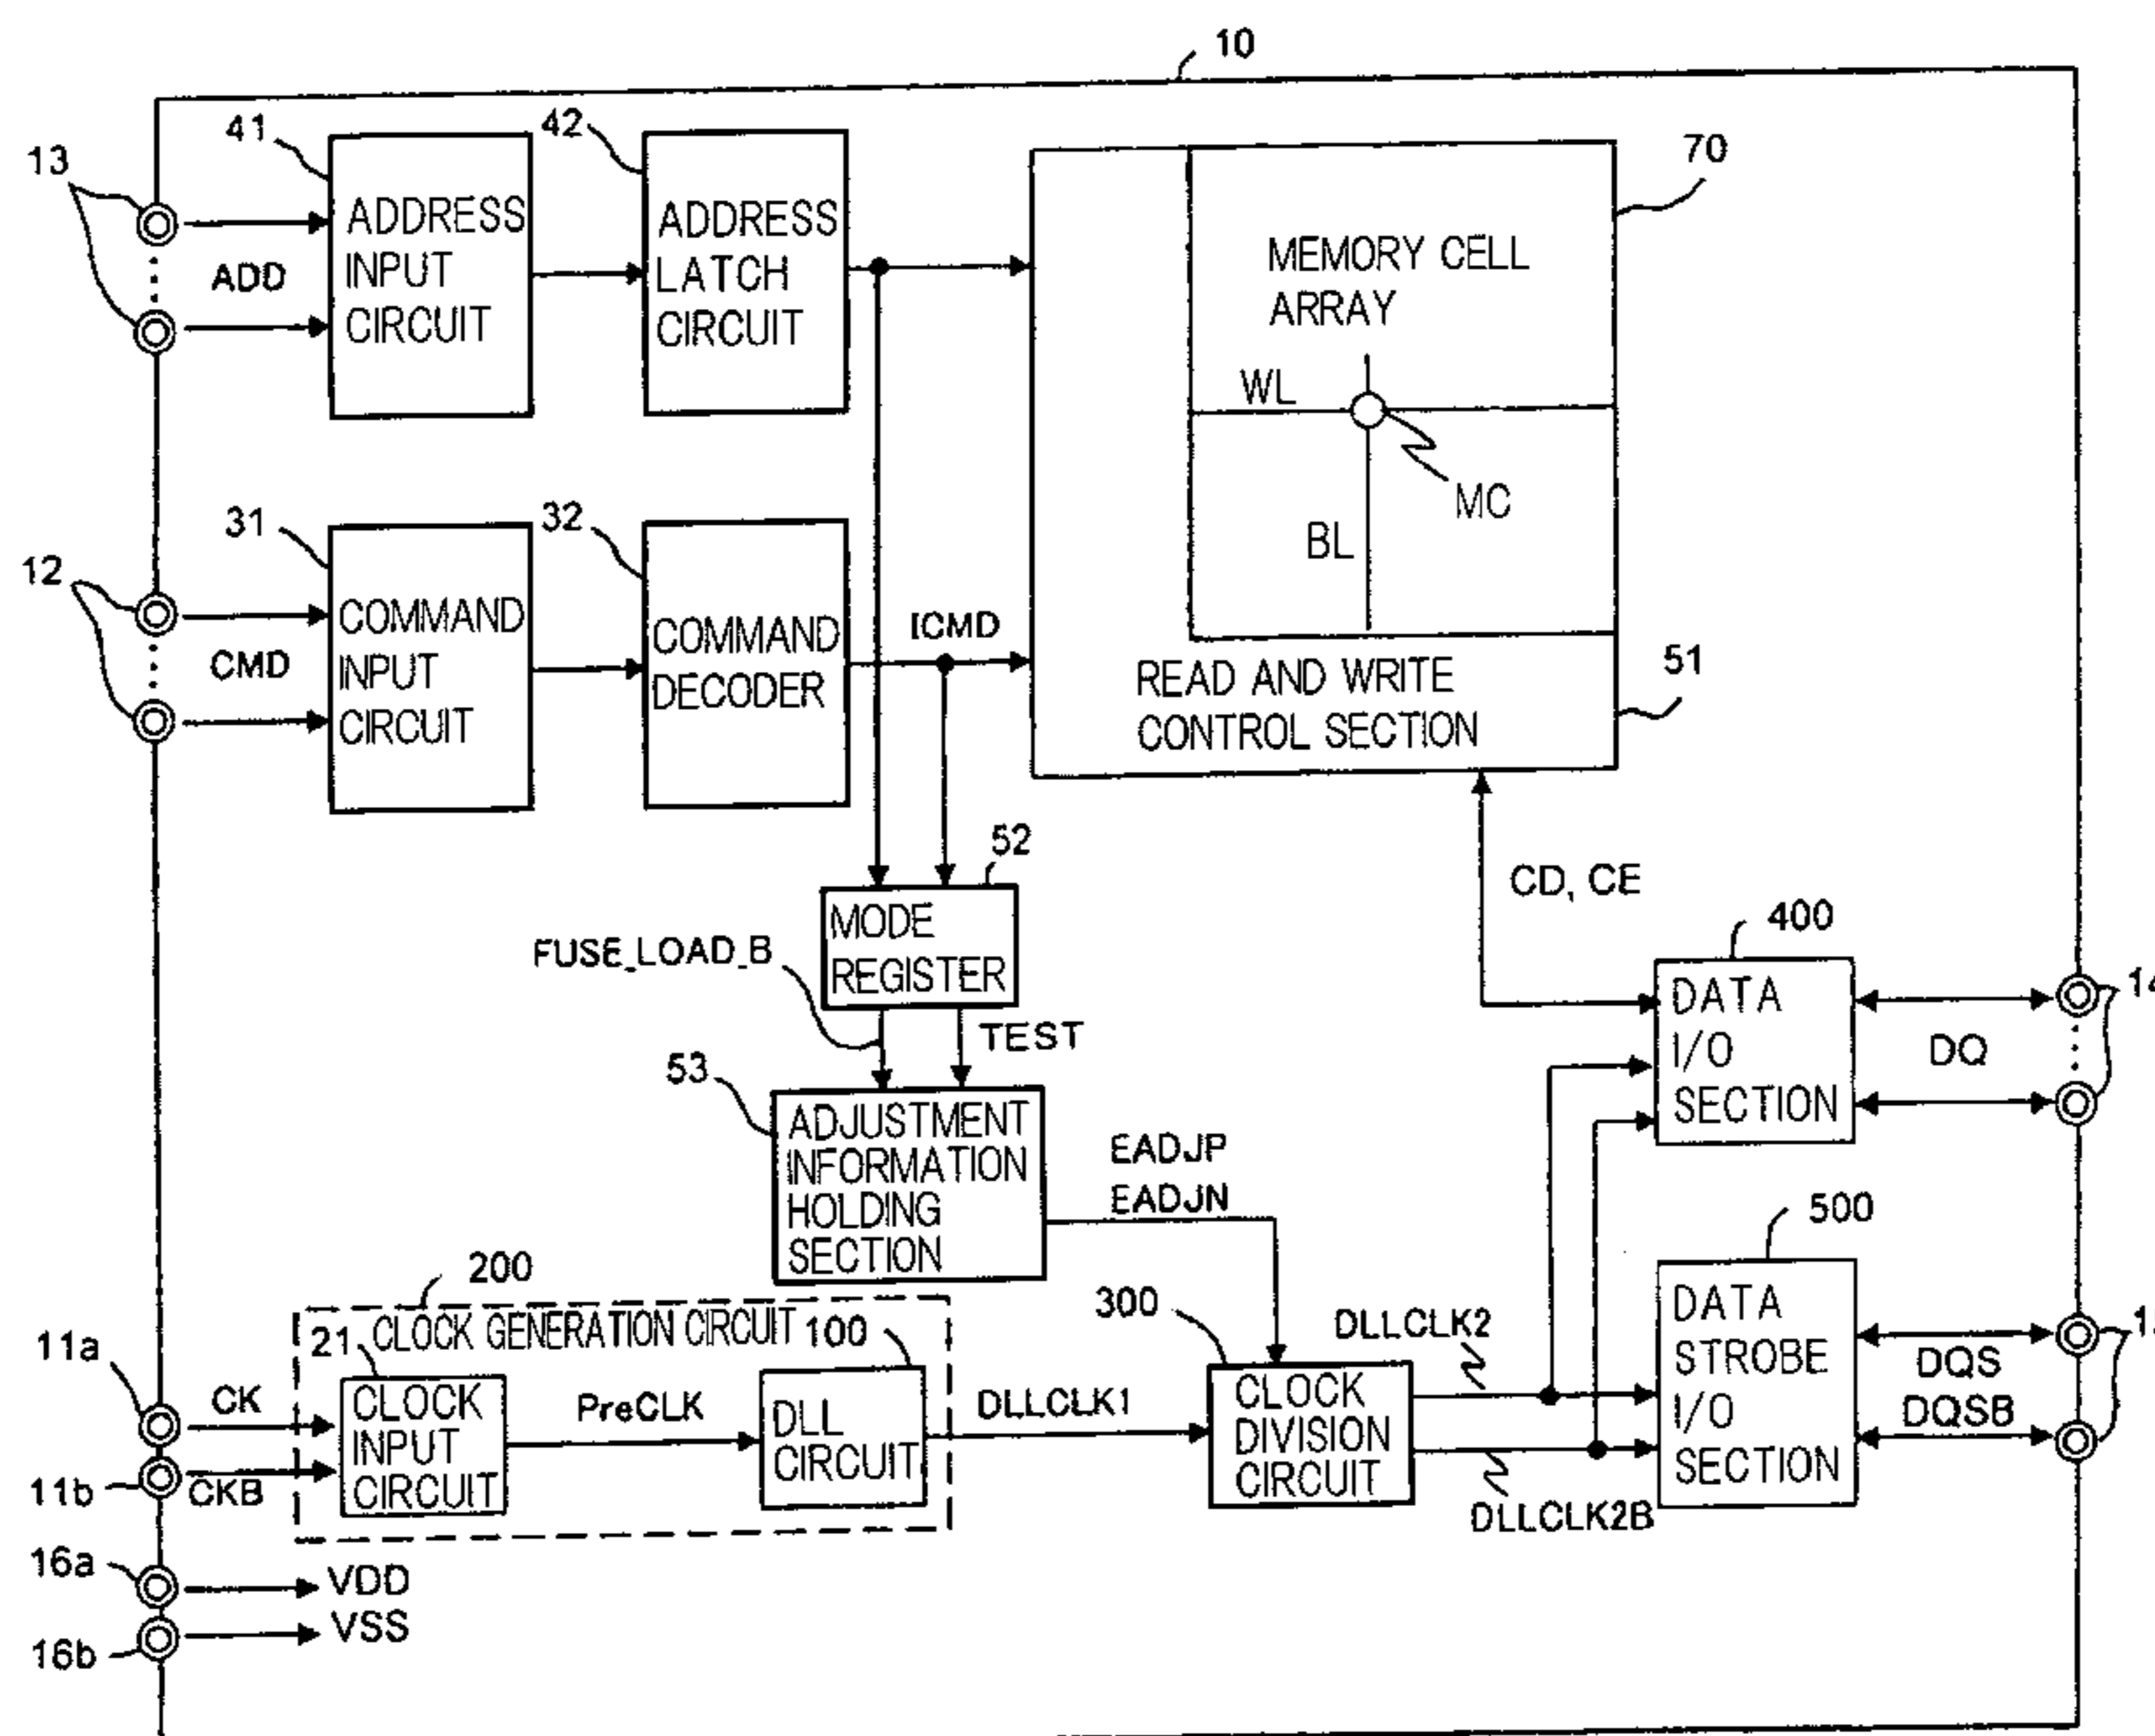 10
13
41
ADDRESS
INPUT
CIRCUIT
ADD
42
ADDRESS
LATCH
CIRCUIT
70
MEMORY CELL
ARRAY
WL
MC
BL
12
31
COMMAND
INPUT
CIRCUIT
CMD
32
COMMAND
DECODER
ICMD
READ AND WRITE
CONTROL SECTION
51
52
MODE
REGISTER
FUSE_LOAD_B
TEST
CD, CE
400
DATA
I/O
SECTION
DQ
14
53
ADJUSTMENT
INFORMATION
HOLDING
SECTION
EADJP
EADJN
500
DATA
STROBE
I/O
SECTION
DQS
DQSB
200
CLOCK GENERATION CIRCUIT
11a
CK
11b
CKB
21
CLOCK
INPUT
CIRCUIT
PreCLK
100
DLL
CIRCUIT
DLLCLK1
300
CLOCK
DIVISION
CIRCUIT
DLLCLK2
DLLCLK2B
16a
VDD
16b
VSS